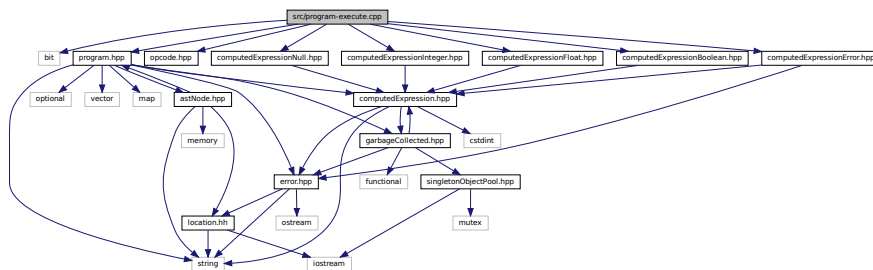 src/program-execute.cpp
bit
program.hpp
opcode.hpp
computedExpressionNull.hpp
computedExpressionInteger.hpp
computedExpressionFloat.hpp
computedExpressionBoolean.hpp
computedExpressionError.hpp
optional
vector
map
astNode.hpp
computedExpression.hpp
memory
garbageCollected.hpp
cstdint
error.hpp
functional
singletonObjectPool.hpp
location.hh
ostream
mutex
string
iostream